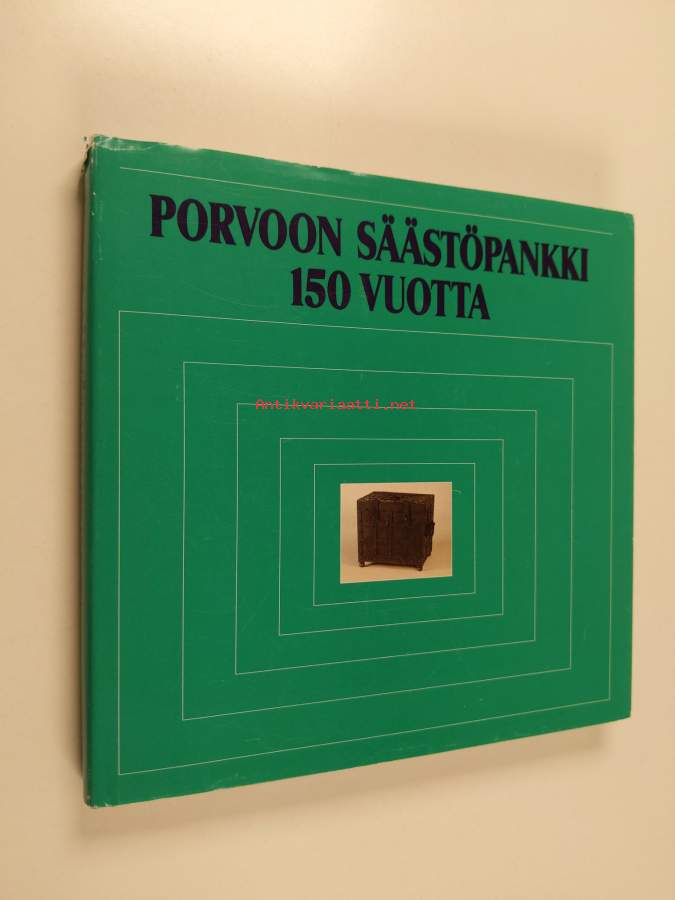 PORVOON SÄÄSTÖPANKKI
150 VUOTTA
Antikvariaatti.net